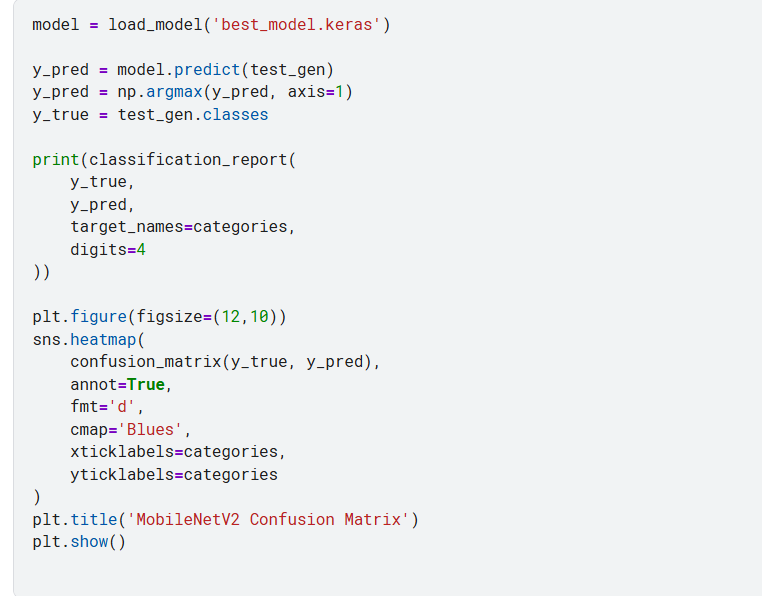 model = load_model('best_model.keras')
y_pred = model.predict(test_gen)
y_pred = np.argmax(y_pred, axis=1)
y_true = test_gen.classes
print(classification_report(
    y_true,
    y_pred,
    target_names=categories,
    digits=4
))
plt.figure(figsize=(12,10))
sns.heatmap(
    confusion_matrix(y_true, y_pred),
    annot=True,
    fmt='d',
    cmap='Blues',
    xticklabels=categories,
    yticklabels=categories
)
plt.title('MobileNetV2 Confusion Matrix')
plt.show()